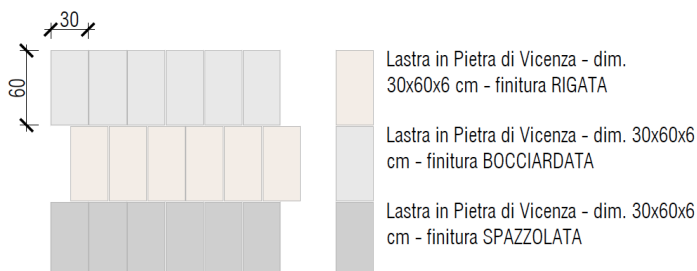 30
60
Lastra in Pietra di Vicenza - dim.
30x60x6 cm - finitura RIGATA
Lastra in Pietra di Vicenza - dim. 30x60x6
cm - finitura BOCCIARDATA
Lastra in Pietra di Vicenza - dim. 30x60x6
cm - finitura SPAZZOLATA